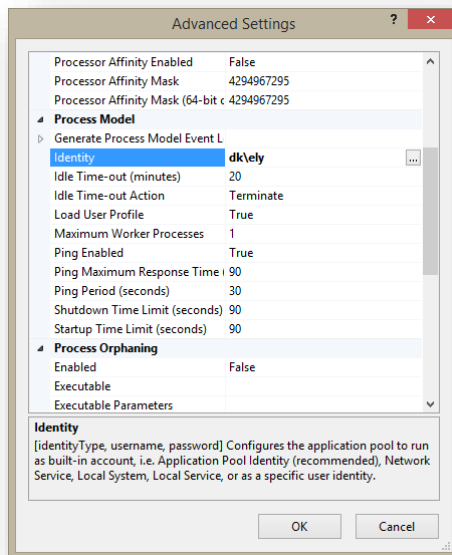 Advanced Settings
?
Processor Affinity Enabled False
Processor Affinity Mask 4294967295
Processor Affinity Mask (64-bit c 4294967295
Process Model
Generate Process Model Event L
Identity dk\ely ...
Idle Time-out (minutes) 20
Idle Time-out Action Terminate
Load User Profile True
Maximum Worker Processes 1
Ping Enabled True
Ping Maximum Response Time ( 90
Ping Period (seconds) 30
Shutdown Time Limit (seconds) 90
Startup Time Limit (seconds) 90
Process Orphaning
Enabled False
Executable
Executable Parameters
Identity
[identityType, username, password] Configures the application pool to run
as built-in account, i.e. Application Pool Identity (recommended), Network
Service, Local System, Local Service, or as a specific user identity.
OK Cancel